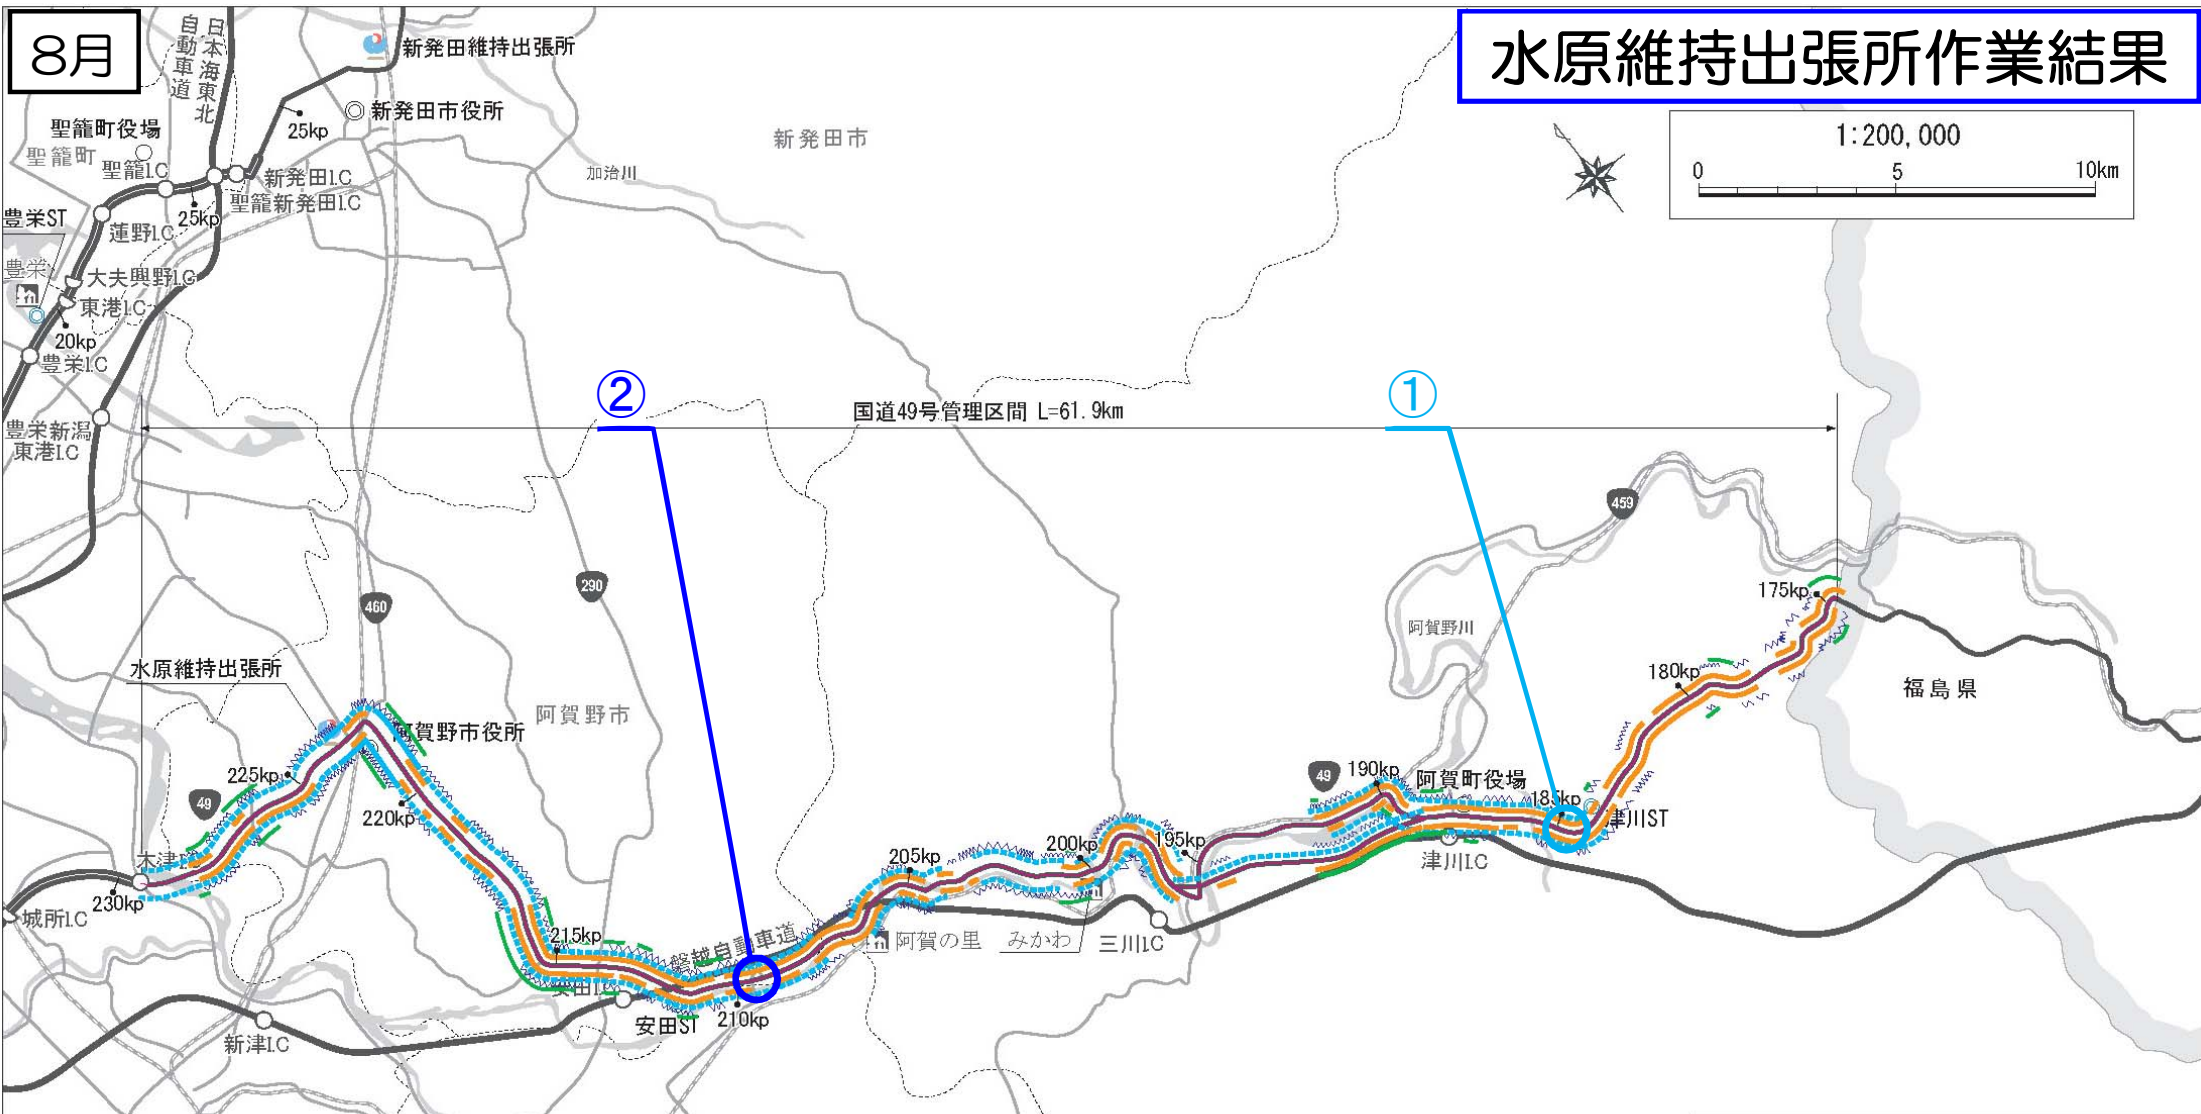 8月
水原維持出張所作業結果
日本海東北
自動車道
新発田維持出張所
新発田市役所
25kp
聖籠町役場
聖籠町
聖籠I.C
新発田I.C
聖籠新発田I.C
25kp
新発田市
加治川
1:200,000
0 5 10km
豊栄ST
蓮野I.C
豊栄
大夫興野I.C
東港I.C
20kp
豊栄I.C
豊栄新潟
東港I.C
②
①
国道49号管理区間 L=61.9km
459
290
460
175kp
阿賀野川
水原維持出張所
180kp
福島県
阿賀野市
阿賀野市役所
225kp
49
220kp
49
190kp
阿賀町役場
185kp
津川ST
200kp
195kp
205kp
津川I.C
木津I.C
230kp
城所I.C
215kp
磐越自動車道
阿賀の里
みかわ
三川I.C
安田I.C
安田ST
210kp
新津I.C